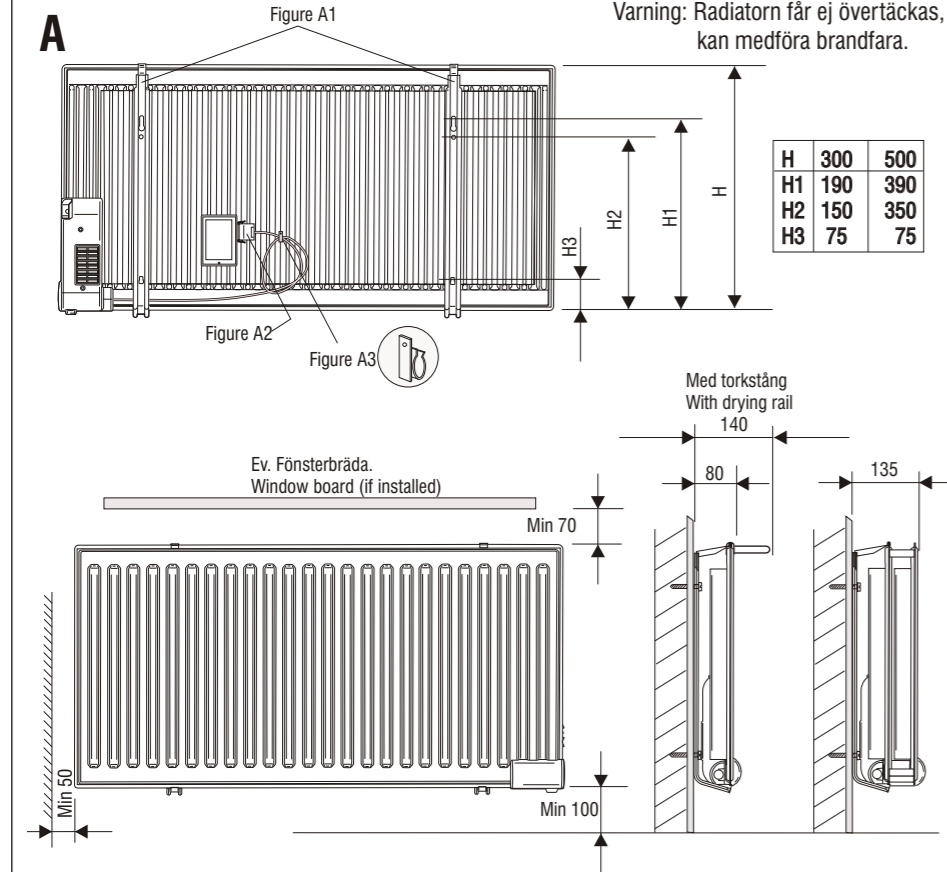 A
Figure A1
Varning: Radiatorn får ej övertäckas,
kan medföra brandfara.
H 300 500
H1 190 390
H2 150 350
H3 75 75
H3
H2
H1
H
Figure A2
Figure A3
Med torkstång
With drying rail
140
80
135
Ev. Fönsterbräda.
Window board (if installed)
Min 70
Min 50
Min 100